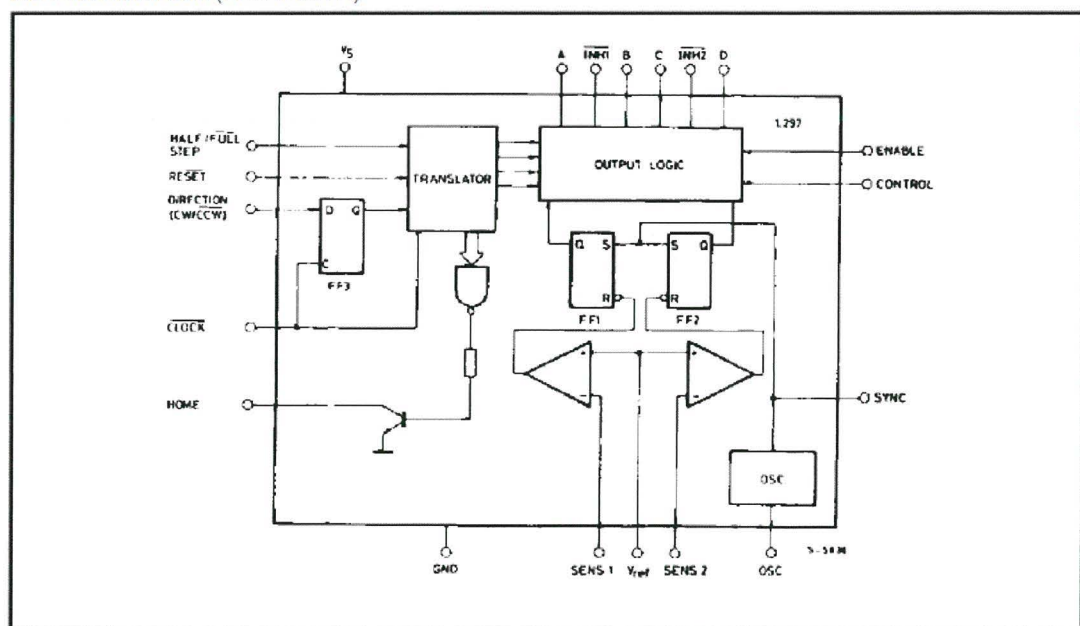 Vs
A INH1 B C INH2 D
L297
HALF/FULL
STEP
RESET
DIRECTION
(CW/CCW)
TRANSLATOR
OUTPUT LOGIC
ENABLE
CONTROL
D Q
C
FF3
Q S
R
FF1
S Q
R
FF2
CLOCK
HOME
SYNC
OSC
GND
SENS 1
Vref
SENS 2
OSC